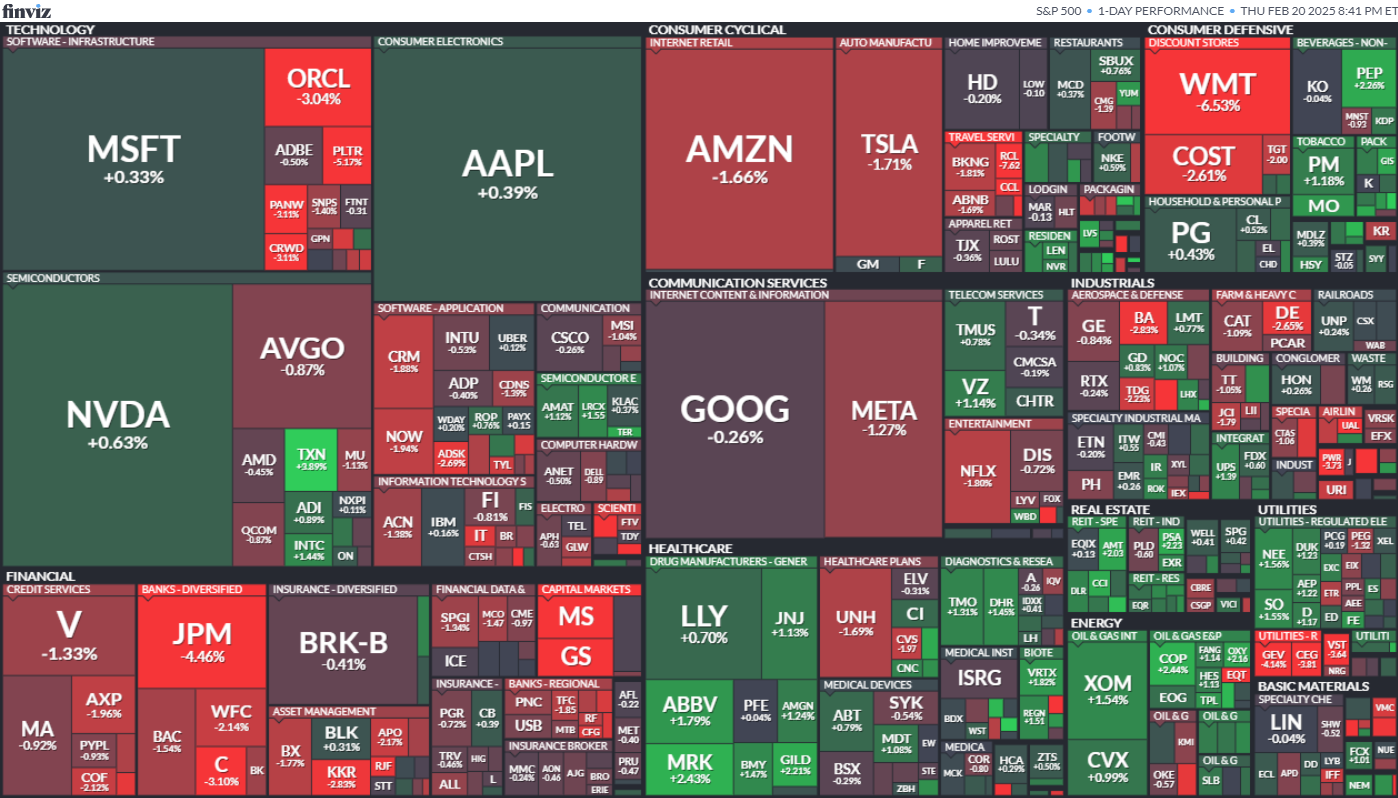 finviz
S&P 500 • 1-DAY PERFORMANCE • THU FEB 20 2025 8:41 PM ET
TECHNOLOGY
SOFTWARE - INFRASTRUCTURE
MSFT
+0.33%
ORCL
-3.04%
ADBE
-0.50%
PLTR
-5.17%
PANW
-3.11%
SNPS
-1.40%
FTNT
-0.31
CRWD
-3.11%
GPN
CONSUMER ELECTRONICS
AAPL
+0.39%
SEMICONDUCTORS
NVDA
+0.63%
AVGO
-0.87%
AMD
-0.45%
TXN
+3.89%
MU
-1.13%
QCOM
-0.87%
ADI
+0.89%
NXPI
+0.11%
INTC
+1.44%
ON
SOFTWARE - APPLICATION
CRM
-1.88%
INTU
-0.53%
UBER
+0.12%
ADP
-0.40%
CDNS
-1.39%
NOW
-1.94%
WDAY
+0.20%
ROP
+0.76%
PAYX
+0.15
ADSK
-2.69%
TYL
INFORMATION TECHNOLOGY S
ACN
-1.38%
IBM
+0.16%
FI
-0.81%
FIS
IT
BR
CTSH
COMMUNICATION
CSCO
-0.26%
MSI
-1.04%
SEMICONDUCTOR E
AMAT
+1.12%
LRCX
+1.55
KLAC
+0.37%
TER
COMPUTER HARDW
ANET
-0.50%
DELL
-0.89
ELECTRO
APH
-0.63
TEL
GLW
SCIENTI
FTV
TDY
CONSUMER CYCLICAL
INTERNET RETAIL
AMZN
-1.66%
AUTO MANUFACTU
TSLA
-1.71%
GM
F
HOME IMPROVEME
HD
-0.20%
LOW
-0.10
RESTAURANTS
MCD
+0.37%
SBUX
+0.76%
CMG
-1.39
YUM
TRAVEL SERVI
BKNG
-1.81%
RCL
-7.62
CCL
ABNB
-1.69%
SPECIALTY
FOOTW
NKE
+0.59%
LODGIN
MAR
-0.13
HLT
PACKAGIN
APPAREL RET
TJX
-0.36%
ROST
LULU
RESIDEN
LEN
NVR
LVS
CONSUMER DEFENSIVE
DISCOUNT STORES
WMT
-6.53%
COST
-2.61%
TGT
-2.00
BEVERAGES - NON-
KO
-0.04%
PEP
+2.26%
MNST
-0.93
KDP
TOBACCO
PM
+1.18%
MO
PACK
GIS
K
HOUSEHOLD & PERSONAL P
PG
+0.43%
CL
+0.52%
EL
CHD
MDLZ
+0.39%
HSY
STZ
-0.05
KR
SYY
COMMUNICATION SERVICES
INTERNET CONTENT & INFORMATION
GOOG
-0.26%
META
-1.27%
TELECOM SERVICES
TMUS
+0.78%
T
-0.34%
VZ
+1.14%
CMCSA
-0.19%
CHTR
ENTERTAINMENT
NFLX
-1.80%
DIS
-0.72%
LYV
FOX
WBD
INDUSTRIALS
AEROSPACE & DEFENSE
GE
-0.84%
BA
-2.83%
LMT
+0.77%
RTX
-0.24%
GD
+0.83%
NOC
+1.07%
TDG
-2.23%
LHX
FARM & HEAVY C
CAT
-1.09%
DE
-2.65%
PCAR
RAILROADS
UNP
+0.24%
CSX
WAB
BUILDING
TT
-1.05%
JCI
-1.79
LII
CONGLOMER
HON
+0.26%
WASTE
WM
+0.26
RSG
SPECIALTY INDUSTRIAL MA
ETN
-0.20%
ITW
+0.55
CMI
-0.43
EMR
+0.26
IR
XYL
PH
ROK
IEX
SPECIA
CTAS
-1.06
AIRLIN
UAL
VRSK
EFX
INTEGRAT
UPS
+1.39
FDX
+0.60
INDUST
PWR
-3.73
J
URI
FINANCIAL
CREDIT SERVICES
V
-1.33%
MA
-0.92%
AXP
-1.96%
PYPL
-0.93%
COF
-2.12%
BANKS - DIVERSIFIED
JPM
-4.46%
BAC
-1.54%
WFC
-2.14%
C
-3.10%
BK
INSURANCE - DIVERSIFIED
BRK-B
-0.41%
ASSET MANAGEMENT
BX
-1.77%
BLK
+0.31%
APO
-2.17%
KKR
-2.83%
RJF
STT
FINANCIAL DATA &
SPGI
-1.34%
MCO
-1.47
CME
-0.97
ICE
CAPITAL MARKETS
MS
GS
INSURANCE -
PGR
-0.72%
CB
+0.39
TRV
-0.46%
HIG
ALL
L
BANKS - REGIONAL
PNC
TFC
-1.85
USB
RF
MTB
CFG
INSURANCE BROKER
MMC
-0.24%
AON
-0.46
AJG
BRO
ERIE
AFL
-0.22
MET
-0.40
PRU
-0.47
HEALTHCARE
DRUG MANUFACTURERS - GENER
LLY
+0.70%
JNJ
+1.13%
ABBV
+1.79%
PFE
+0.04%
AMGN
+1.24%
MRK
+2.43%
BMY
+1.47%
GILD
+2.21%
HEALTHCARE PLANS
UNH
-1.69%
ELV
-0.31%
CI
CVS
-1.97
CNC
MEDICAL DEVICES
ABT
+0.79%
SYK
-0.54%
MDT
+1.08%
EW
BSX
-0.29%
STE
ZBH
DIAGNOSTICS & RESEA
TMO
+1.31%
DHR
+1.45%
A
-0.26
IQV
IDXX
+0.41
LH
MEDICAL INST
ISRG
BDX
WST
BIOTE
VRTX
+1.82%
REGN
+1.51
MEDICA
MCK
COR
-0.80
HCA
+0.29%
ZTS
+0.50%
REAL ESTATE
REIT - SPE
EQIX
+0.13
AMT
+2.03
DLR
CCI
REIT - IND
PLD
-0.60
PSA
+2.23
EXR
WELL
+0.41
SPG
+0.42
REIT - RES
EQR
CBRE
CSGP
VICI
UTILITIES
UTILITIES - REGULATED ELE
NEE
+1.56%
DUK
+1.23
PCG
+0.19
PEG
-1.32
XEL
EXC
EIX
SO
+1.55%
AEP
+1.22
ETR
PPL
ES
D
+1.17
AEE
ED
FE
UTILITIES - R
GEV
-4.14%
CEG
-3.81
VST
-3.64
NRG
UTILITI
ENERGY
OIL & GAS INT
XOM
+1.54%
CVX
+0.99%
OIL & GAS E&P
COP
+2.44%
FANG
+1.14
OXY
+2.16
HES
+1.13
EQT
EOG
TPL
OIL & G
KMI
OKE
-0.57
OIL & G
OIL & G
SLB
BASIC MATERIALS
SPECIALTY CHE
LIN
-0.04%
SHW
-0.52
ECL
APD
DD
LYB
IFF
VMC
FCX
+1.01
NUE
NEM